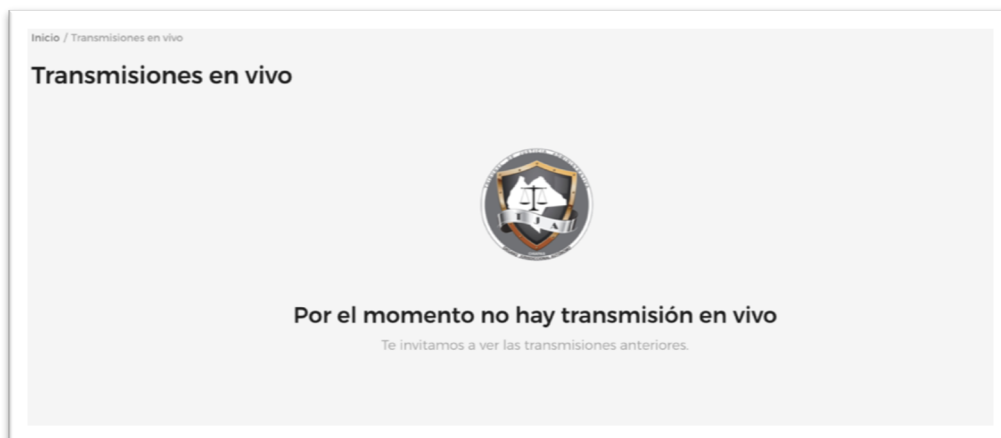 Inicio / Transmisiones en vivo
Transmisiones en vivo
TJA
Por el momento no hay transmisión en vivo
Te invitamos a ver las transmisiones anteriores.